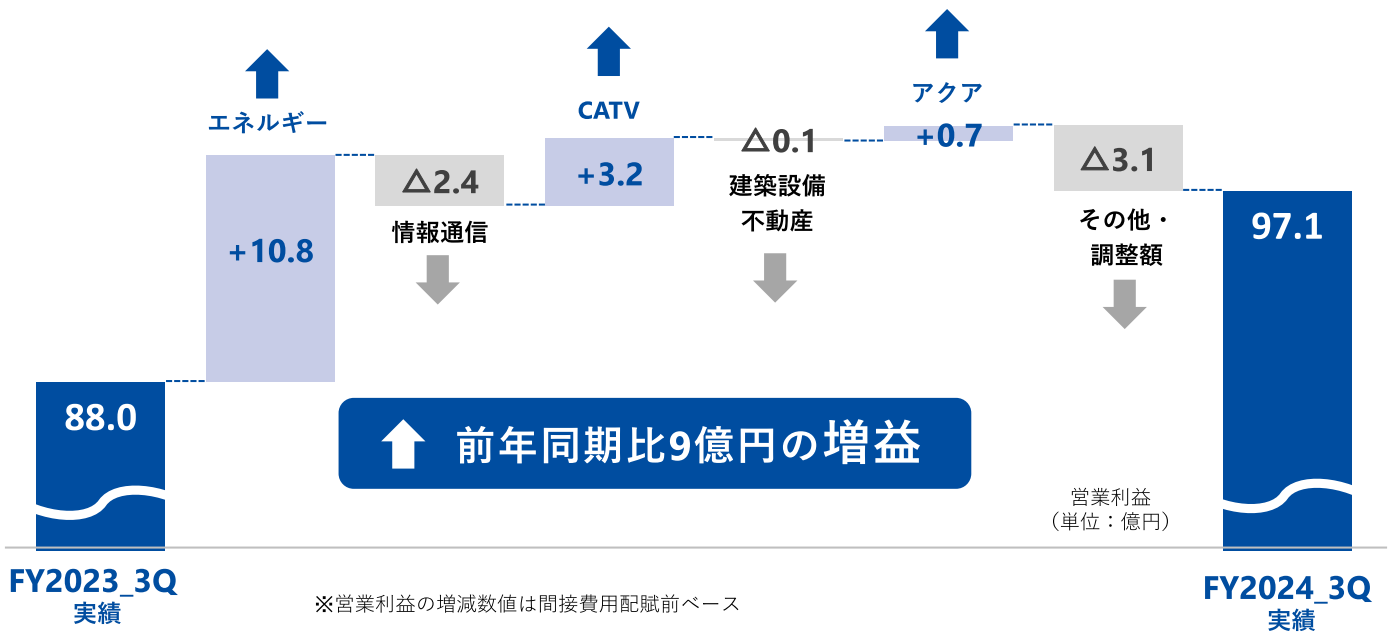 エネルギー
+10.8
△2.4
情報通信
CATV
+3.2
△0.1
建築設備
不動産
アクア
+0.7
△3.1
その他・
調整額
88.0
97.1
前年同期比9億円の増益
営業利益
（単位：億円）
FY2023_3Q
実績
FY2024_3Q
実績
※営業利益の増減数値は間接費用配賦前ベース